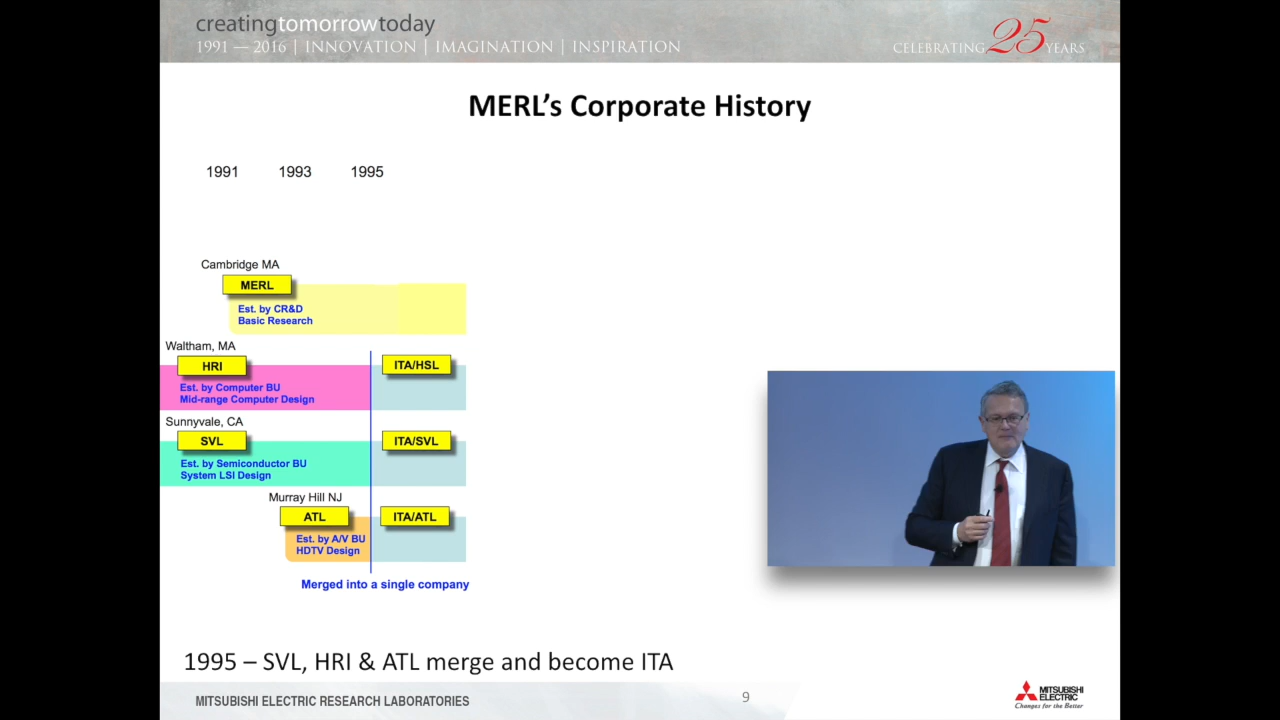 creatingtomorrowtoday
1991 — 2016 | INNOVATION | IMAGINATION | INSPIRATION
CELEBRATING 25 YEARS
MERL’s Corporate History
1991 1993 1995
Cambridge MA
MERL
Est. by CR&D
Basic Research
Waltham, MA
HRI
ITA/HSL
Est. by Computer BU
Mid-range Computer Design
Sunnyvale, CA
SVL
ITA/SVL
Est. by Semiconductor BU
System LSI Design
Murray Hill NJ
ATL
ITA/ATL
Est. by A/V BU
HDTV Design
Merged into a single company
1995 – SVL, HRI & ATL merge and become ITA
MITSUBISHI ELECTRIC RESEARCH LABORATORIES
9
MITSUBISHI
ELECTRIC
Changes for the Better